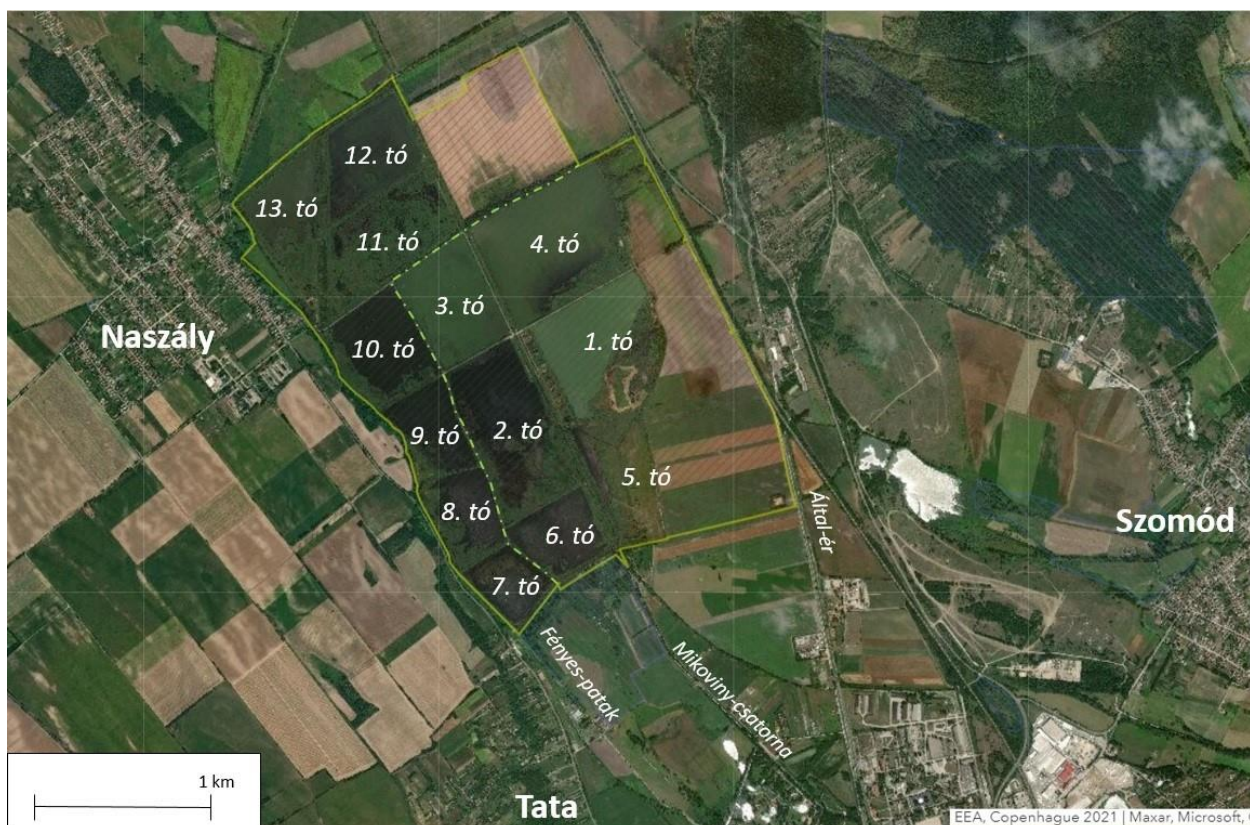 12. tó
13. tó
11. tó
4. tó
3. tó
Naszály
10. tó
1. tó
9. tó
2. tó
5. tó
8. tó
6. tó
7. tó
Által-ér
Szomód
Fényes-patak
Mikoviny-csatorna
1 km
Tata
EEA, Copenhague 2021 | Maxar, Microsoft,